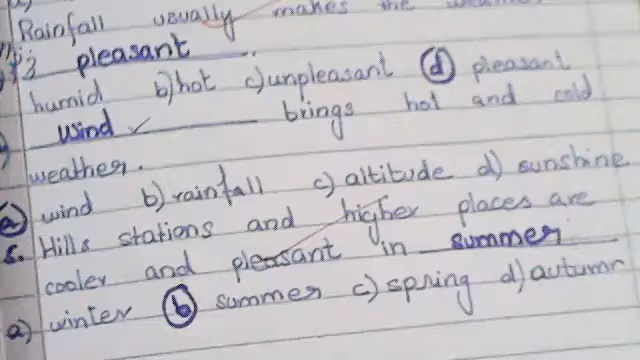 Rainfall usually makes the
pleasant
humid b) hot c) unpleasant (d) pleasant
wind ✓ brings hot and cold
weather.
(a) wind b) rainfall c) altitude d) sunshine
5. Hills stations and higher places are
cooler and pleasant in summer
a) winter (b) summer c) spring d) autumn